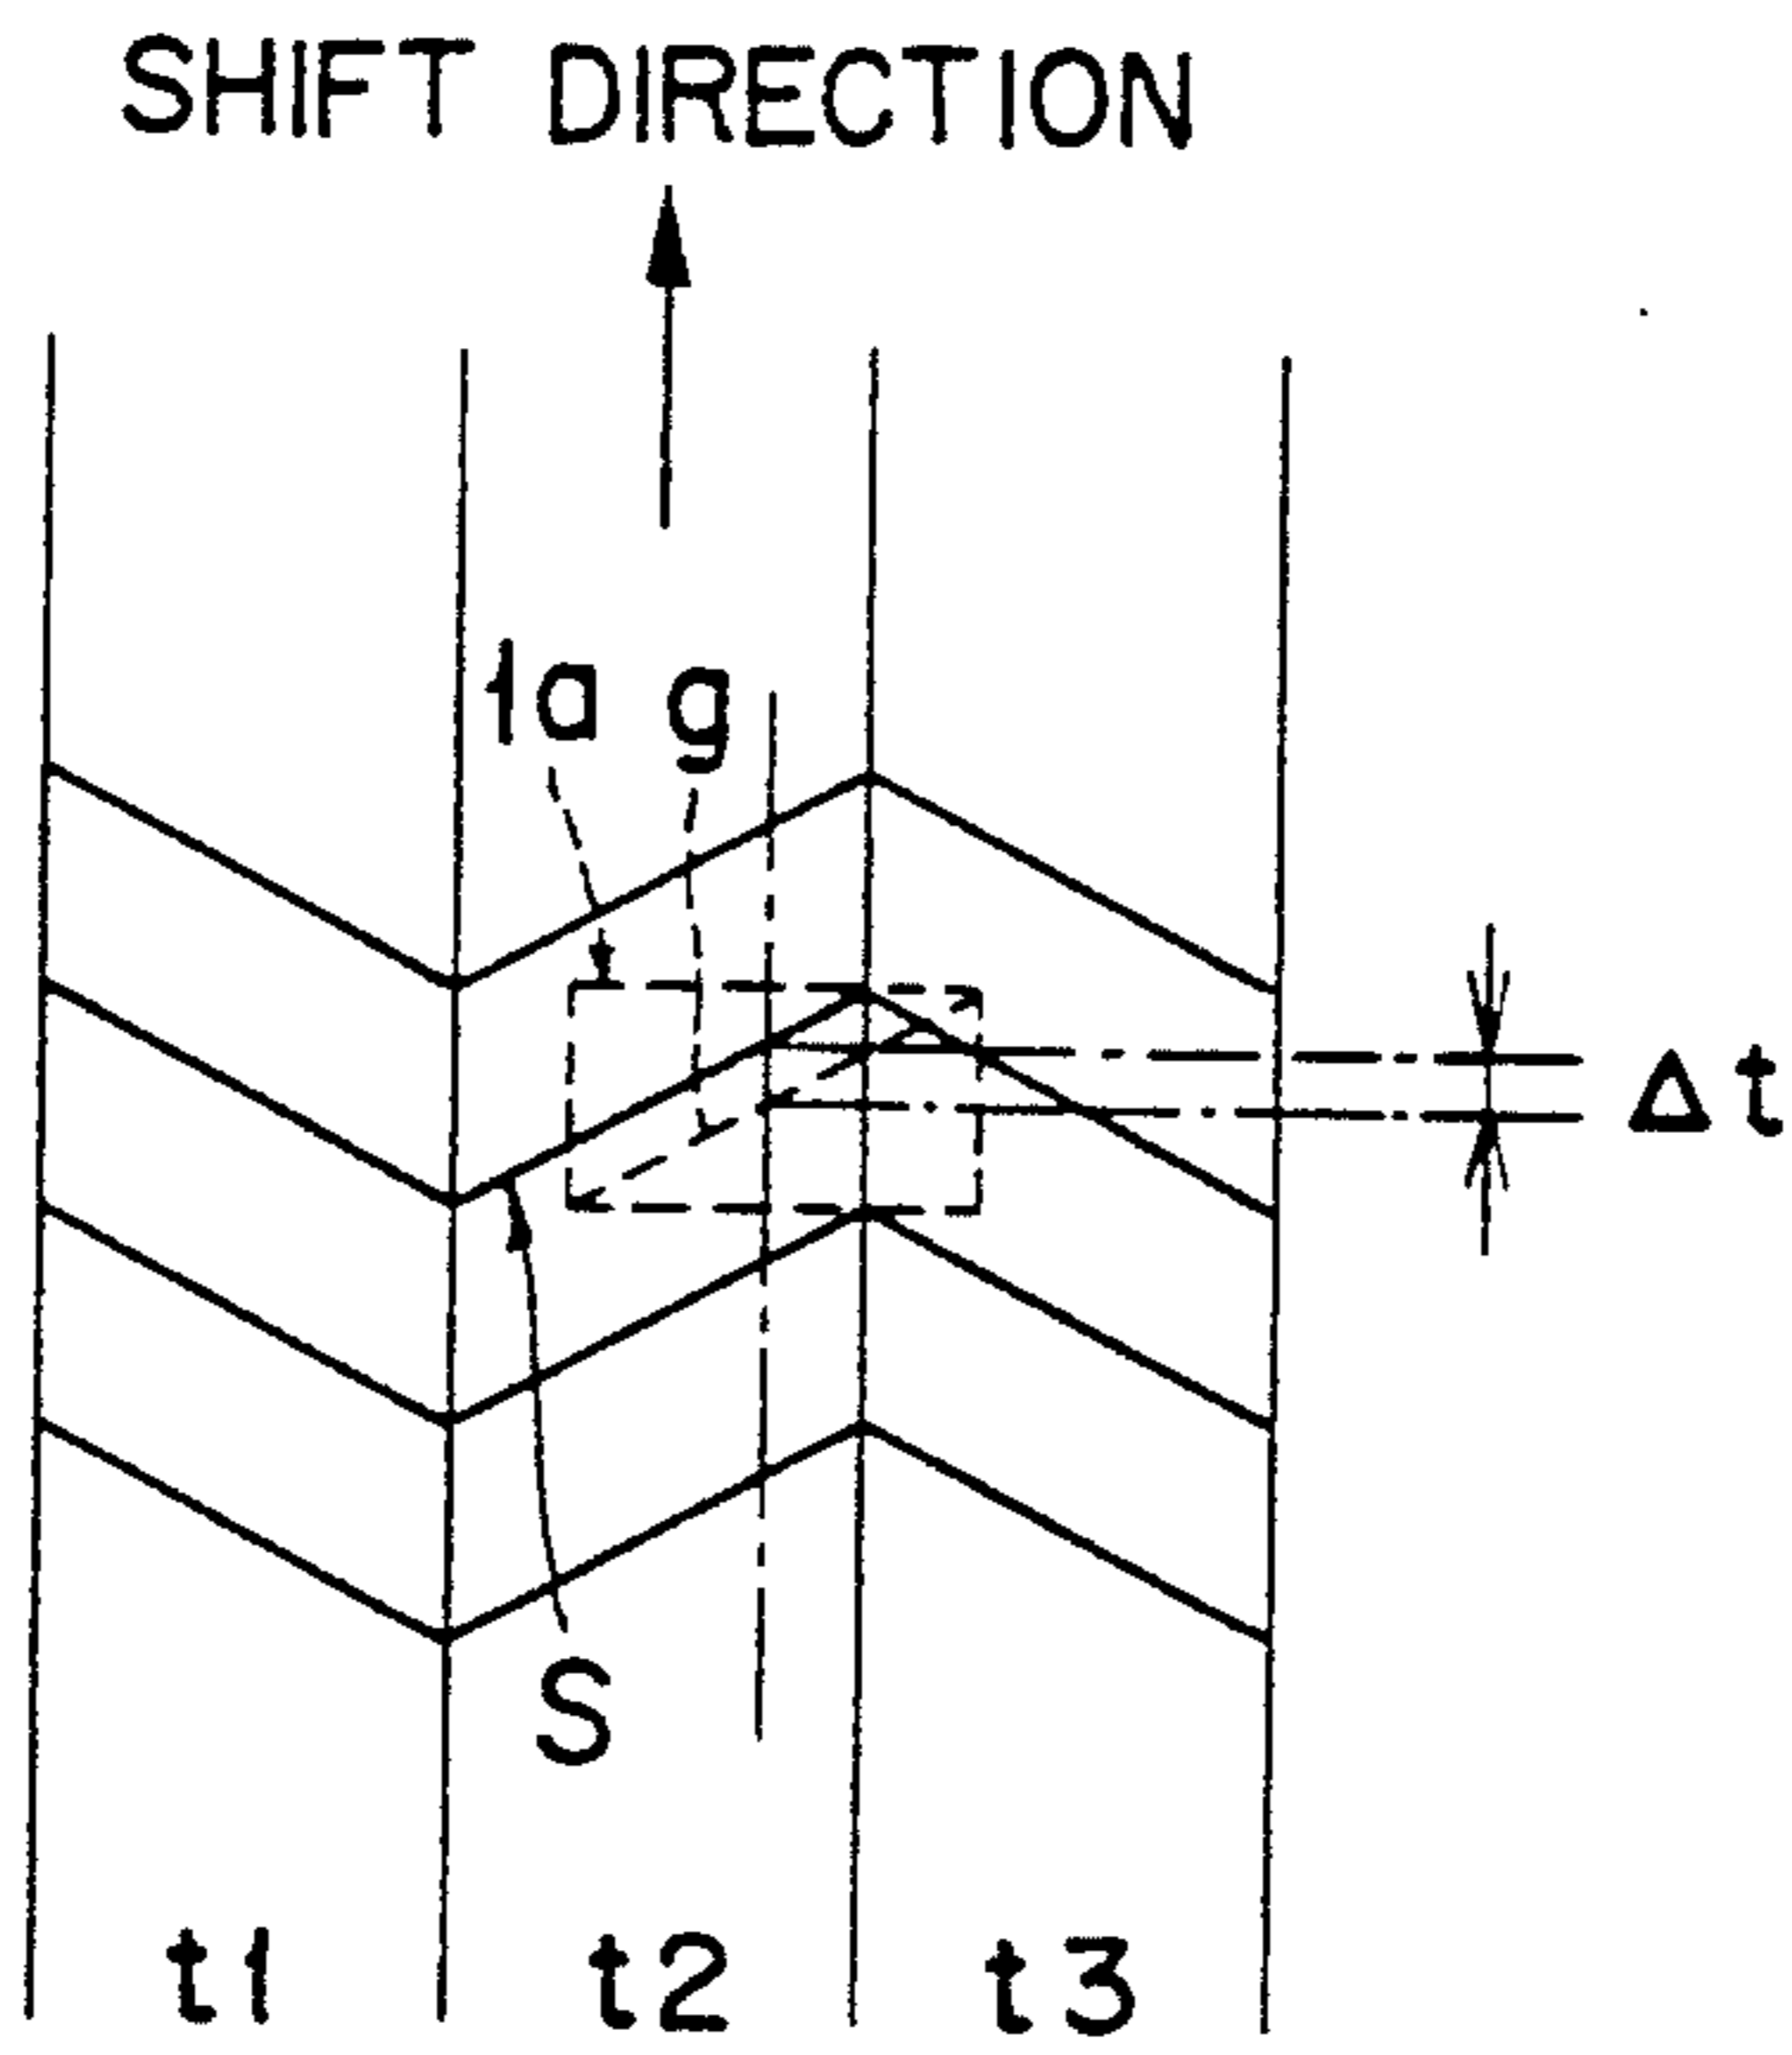 SHIFT DIRECTION
1a g
Δt
S
t1 t2 t3